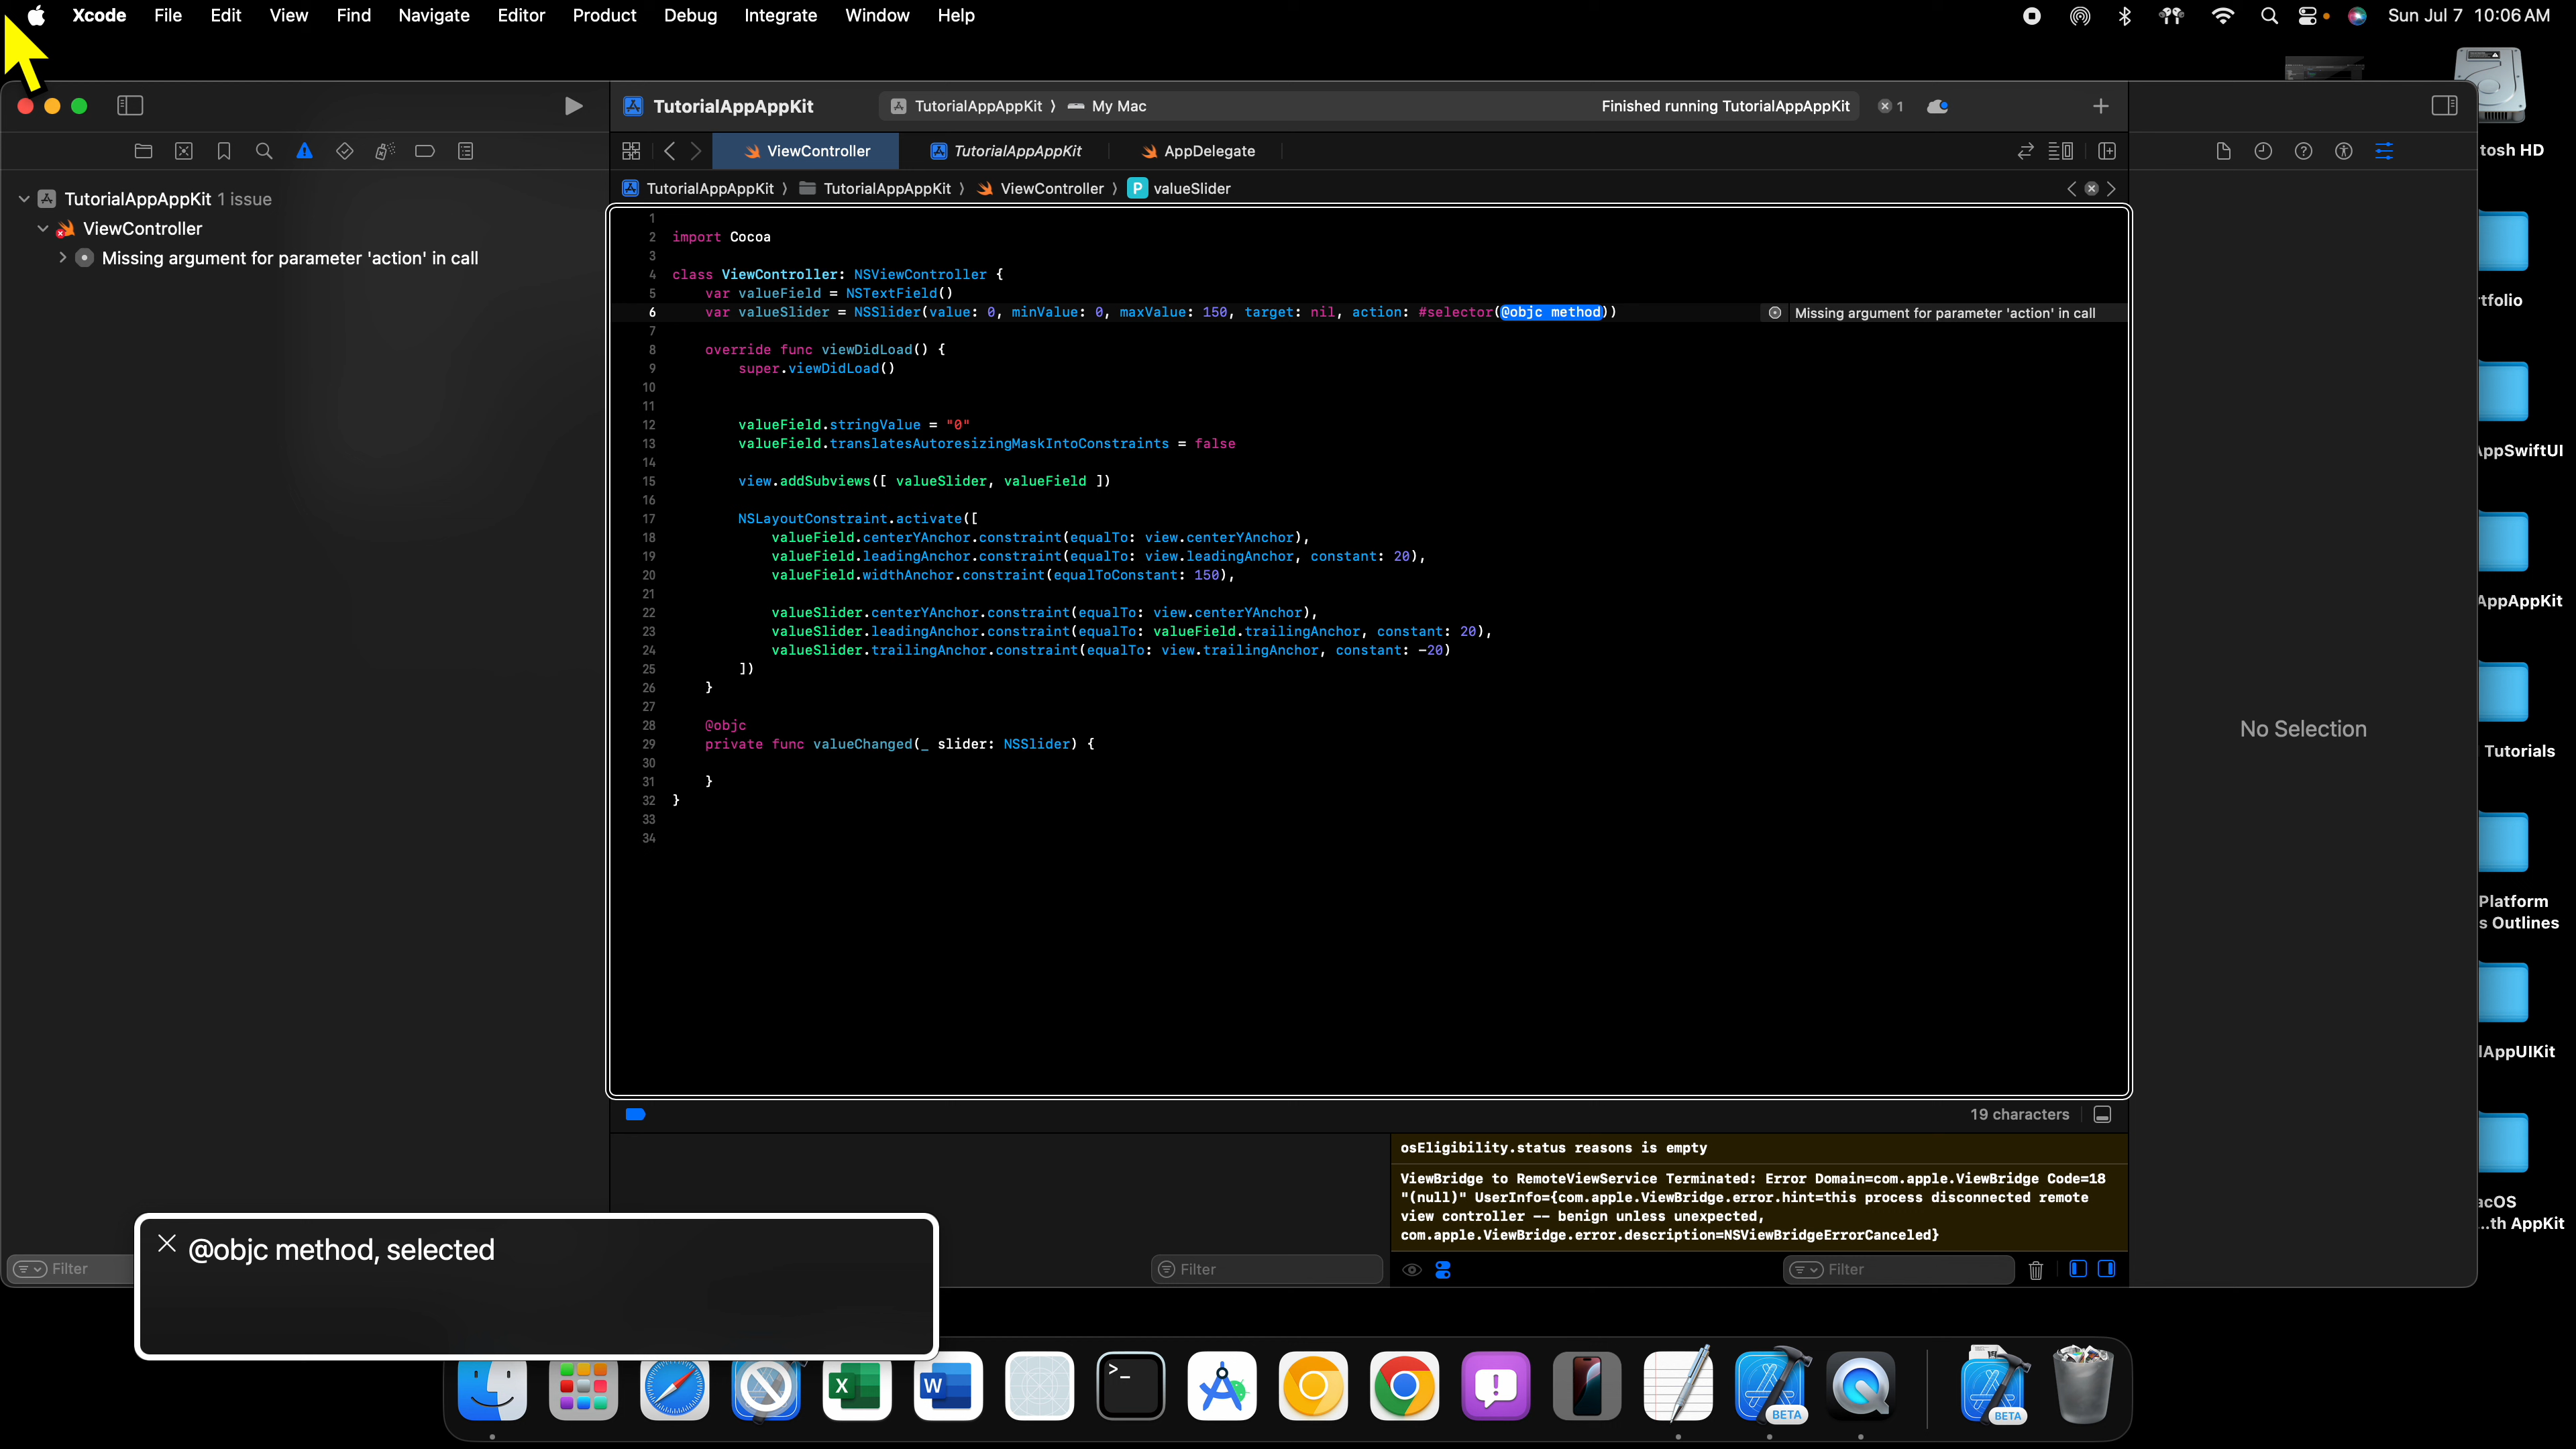 Xcode File Edit View Find Navigate Editor Product Debug Integrate Window Help Sun Jul 7 10:06 AM
TutorialAppAppKit TutorialAppAppKit ⟩ My Mac Finished running TutorialAppAppKit 1
tosh HD
ViewController TutorialAppAppKit AppDelegate
TutorialAppAppKit ⟩ TutorialAppAppKit ⟩ ViewController ⟩ P valueSlider
TutorialAppAppKit 1 issue
ViewController
Missing argument for parameter 'action' in call
1
2 import Cocoa
3
4 class ViewController: NSViewController {
5 var valueField = NSTextField()
6 var valueSlider = NSSlider(value: 0, minValue: 0, maxValue: 150, target: nil, action: #selector(@objc method)) Missing argument for parameter 'action' in call
7
8 override func viewDidLoad() {
9 super.viewDidLoad()
10
11
12 valueField.stringValue = "0"
13 valueField.translatesAutoresizingMaskIntoConstraints = false
14
15 view.addSubviews([ valueSlider, valueField ])
16
17 NSLayoutConstraint.activate([
18 valueField.centerYAnchor.constraint(equalTo: view.centerYAnchor),
19 valueField.leadingAnchor.constraint(equalTo: view.leadingAnchor, constant: 20),
20 valueField.widthAnchor.constraint(equalToConstant: 150),
21
22 valueSlider.centerYAnchor.constraint(equalTo: view.centerYAnchor),
23 valueSlider.leadingAnchor.constraint(equalTo: valueField.trailingAnchor, constant: 20),
24 valueSlider.trailingAnchor.constraint(equalTo: view.trailingAnchor, constant: -20)
25 ])
26 }
27
28 @objc
29 private func valueChanged(_ slider: NSSlider) {
30
31 }
32 }
33
34
No Selection
rtfolio
AppSwiftUI
AppAppKit
Tutorials
Platform
s Outlines
lAppUIKit
acOS
...th AppKit
19 characters
osEligibility.status reasons is empty
ViewBridge to RemoteViewService Terminated: Error Domain=com.apple.ViewBridge Code=18
"(null)" UserInfo={com.apple.ViewBridge.error.hint=this process disconnected remote
view controller -- benign unless unexpected,
com.apple.ViewBridge.error.description=NSViewBridgeErrorCanceled}
Filter
Filter
Filter
@objc method, selected
X
W
>_
BETA
BETA